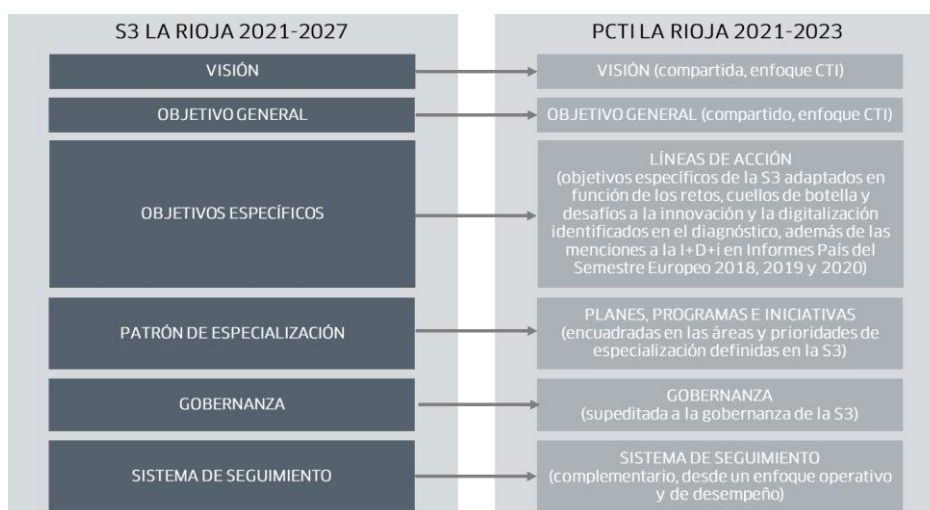 S3 LA RIOJA 2021-2027
PCTI LA RIOJA 2021-2023
VISIÓN
VISIÓN (compartida, enfoque CTI)
OBJETIVO GENERAL
OBJETIVO GENERAL (compartido, enfoque CTI)
OBJETIVOS ESPECÍFICOS
LÍNEAS DE ACCIÓN
(objetivos específicos de la S3 adaptados en
función de los retos, cuellos de botella y
desafíos a la innovación y la digitalización
identificados en el diagnóstico, además de las
menciones a la I+D+i en Informes País del
Semestre Europeo 2018, 2019 y 2020)
PATRÓN DE ESPECIALIZACIÓN
PLANES, PROGRAMAS E INICIATIVAS
(encuadradas en las áreas y prioridades de
especialización definidas en la S3)
GOBERNANZA
GOBERNANZA
(supeditada a la gobernanza de la S3)
SISTEMA DE SEGUIMIENTO
SISTEMA DE SEGUIMIENTO
(complementario, desde un enfoque operativo
y de desempeño)